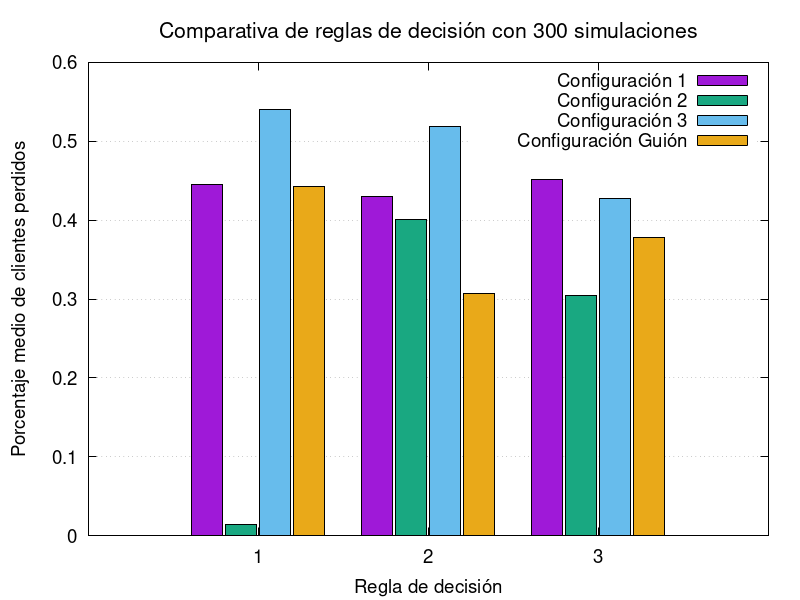 Comparativa de reglas de decisión con 300 simulaciones
Porcentaje medio de clientes perdidos
0.6
0.5
0.4
0.3
0.2
0.1
0
Configuración 1
Configuración 2
Configuración 3
Configuración Guión
1 2 3
Regla de decisión